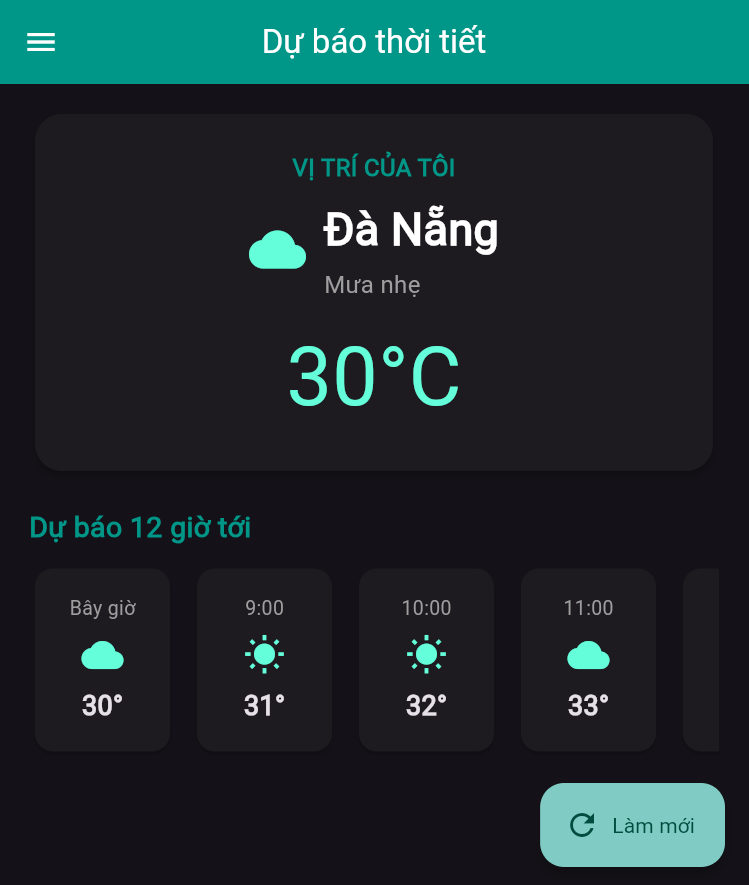 Dự báo thời tiết
VỊ TRÍ CỦA TÔI
Đà Nẵng
Mưa nhẹ
30°C
Dự báo 12 giờ tới
Bây giờ 9:00 10:00 11:00
30° 31° 32° 33°
Làm mới